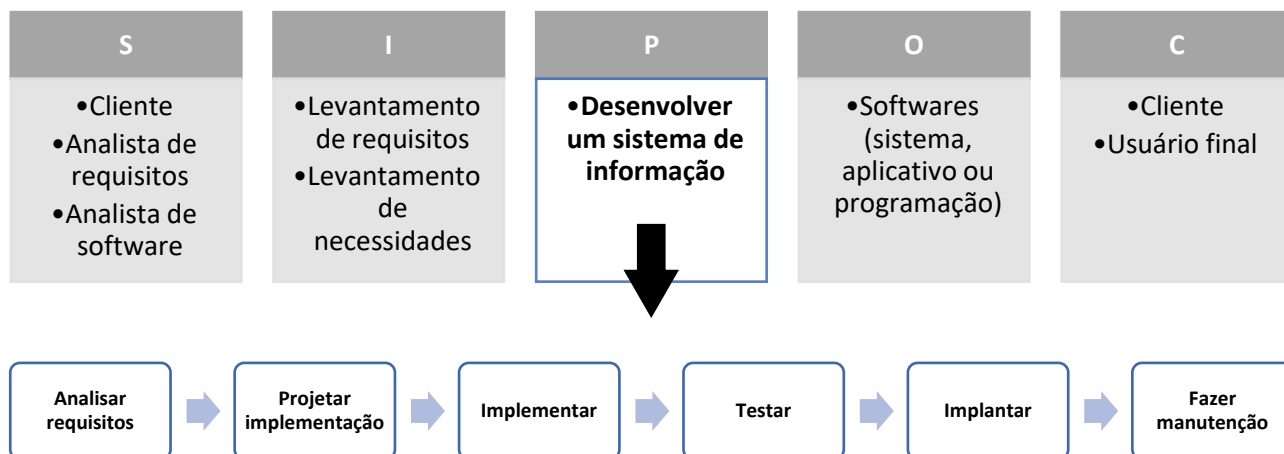 S
•Cliente
•Analista de
requisitos
•Analista de
software
I
•Levantamento
de requisitos
•Levantamento
de
necessidades
P
•Desenvolver
um sistema de
informação
O
•Softwares
(sistema,
aplicativo ou
programação)
C
•Cliente
•Usuário final
Analisar
requisitos
Projetar
implementação
Implementar
Testar
Implantar
Fazer
manutenção